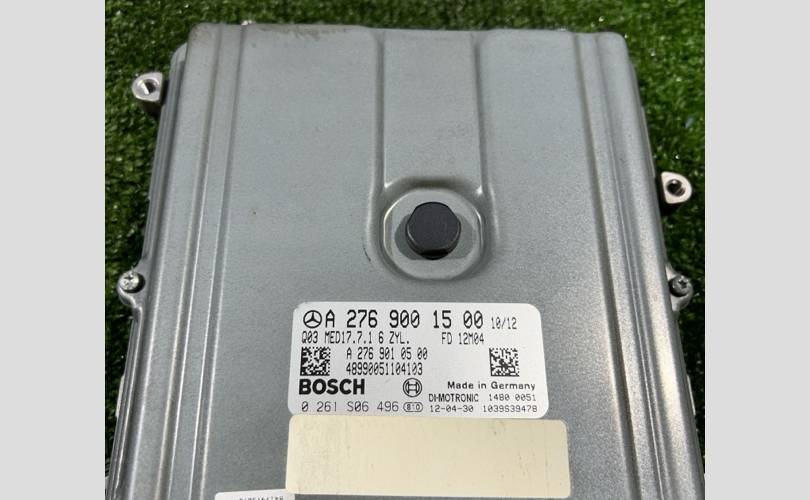 A 276 900 15 00 10/12
Q03 MED17.7.1 6 ZYL. FD 12M04
A 276 901 05 00
48990051104103
BOSCH Made in Germany
DI-MOTRONIC 1480 0051
0 261 S06 496 12-04-30 1039S39478